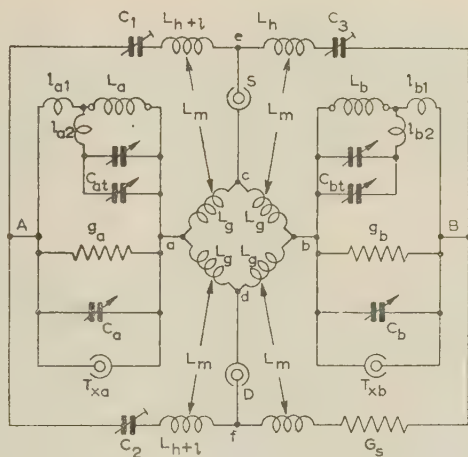 C1 Lh+l e Lh C3
S
la1 La Lm Lm Lb lb1
la2 lb2
Cat c Cbt
A ga Lg Lg gb B
a b
Lg Lg
Ca d Cb
Lm Lm
Txa D Txb
C2 Lh+l f Gs